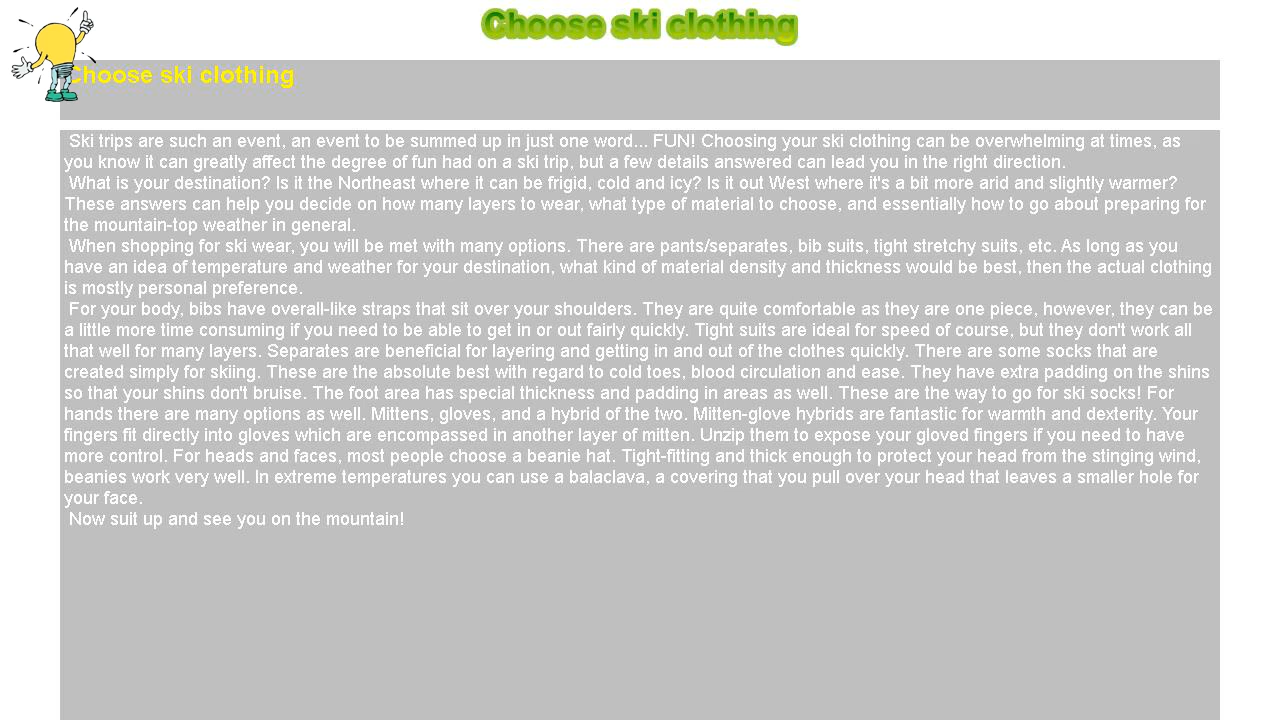 Choose ski clothing
Choose ski clothing
Ski trips are such an event, an event to be summed up in just one word... FUN! Choosing your ski clothing can be overwhelming at times, as
you know it can greatly affect the degree of fun had on a ski trip, but a few details answered can lead you in the right direction.
What is your destination? Is it the Northeast where it can be frigid, cold and icy? Is it out West where it's a bit more arid and slightly warmer?
These answers can help you decide on how many layers to wear, what type of material to choose, and essentially how to go about preparing for
the mountain-top weather in general.
When shopping for ski wear, you will be met with many options. There are pants/separates, bib suits, tight stretchy suits, etc. As long as you
have an idea of temperature and weather for your destination, what kind of material density and thickness would be best, then the actual clothing
is mostly personal preference.
For your body, bibs have overall-like straps that sit over your shoulders. They are quite comfortable as they are one piece, however, they can be
a little more time consuming if you need to be able to get in or out fairly quickly. Tight suits are ideal for speed of course, but they don't work all
that well for many layers. Separates are beneficial for layering and getting in and out of the clothes quickly. There are some socks that are
created simply for skiing. These are the absolute best with regard to cold toes, blood circulation and ease. They have extra padding on the shins
so that your shins don't bruise. The foot area has special thickness and padding in areas as well. These are the way to go for ski socks! For
hands there are many options as well. Mittens, gloves, and a hybrid of the two. Mitten-glove hybrids are fantastic for warmth and dexterity. Your
fingers fit directly into gloves which are encompassed in another layer of mitten. Unzip them to expose your gloved fingers if you need to have
more control. For heads and faces, most people choose a beanie hat. Tight-fitting and thick enough to protect your head from the stinging wind,
beanies work very well. In extreme temperatures you can use a balaclava, a covering that you pull over your head that leaves a smaller hole for
your face.
Now suit up and see you on the mountain!